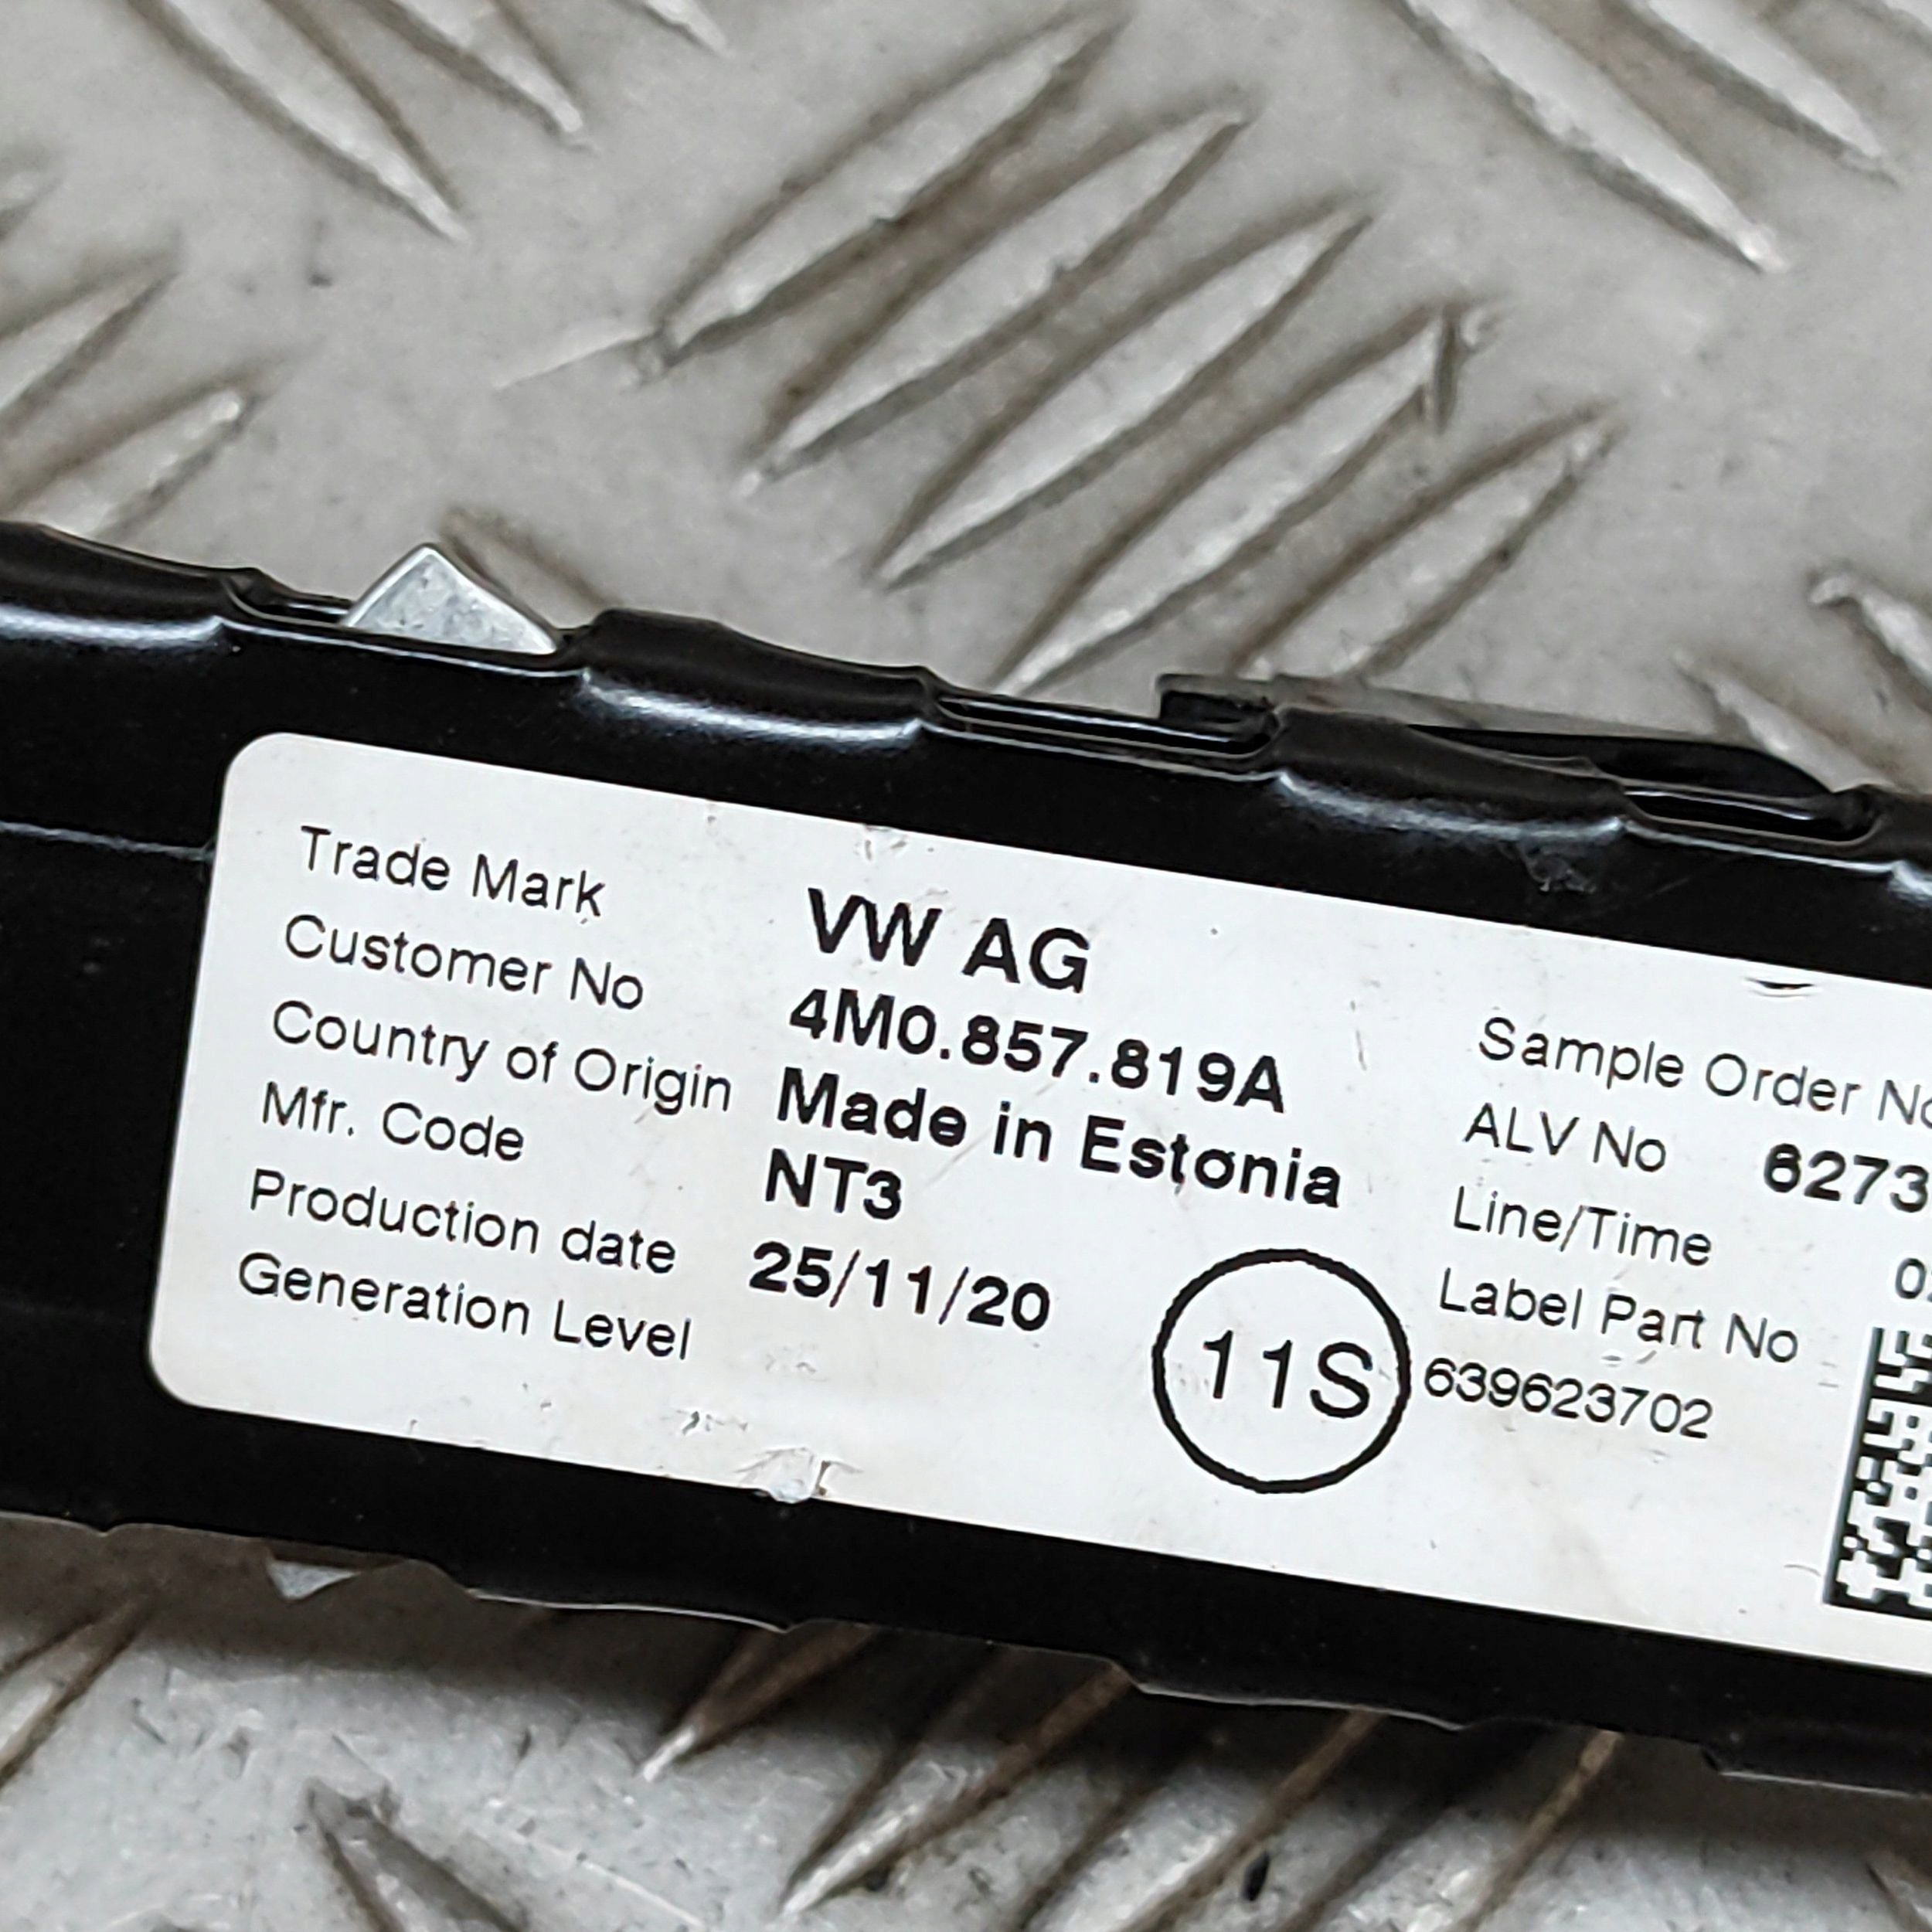 Trade Mark VW AG
Customer No 4M0.857.819A
Country of Origin Made in Estonia
Mfr. Code NT3
Production date 25/11/20
Generation Level
11S
Sample Order No
ALV No 6273
Line/Time
Label Part No
639623702